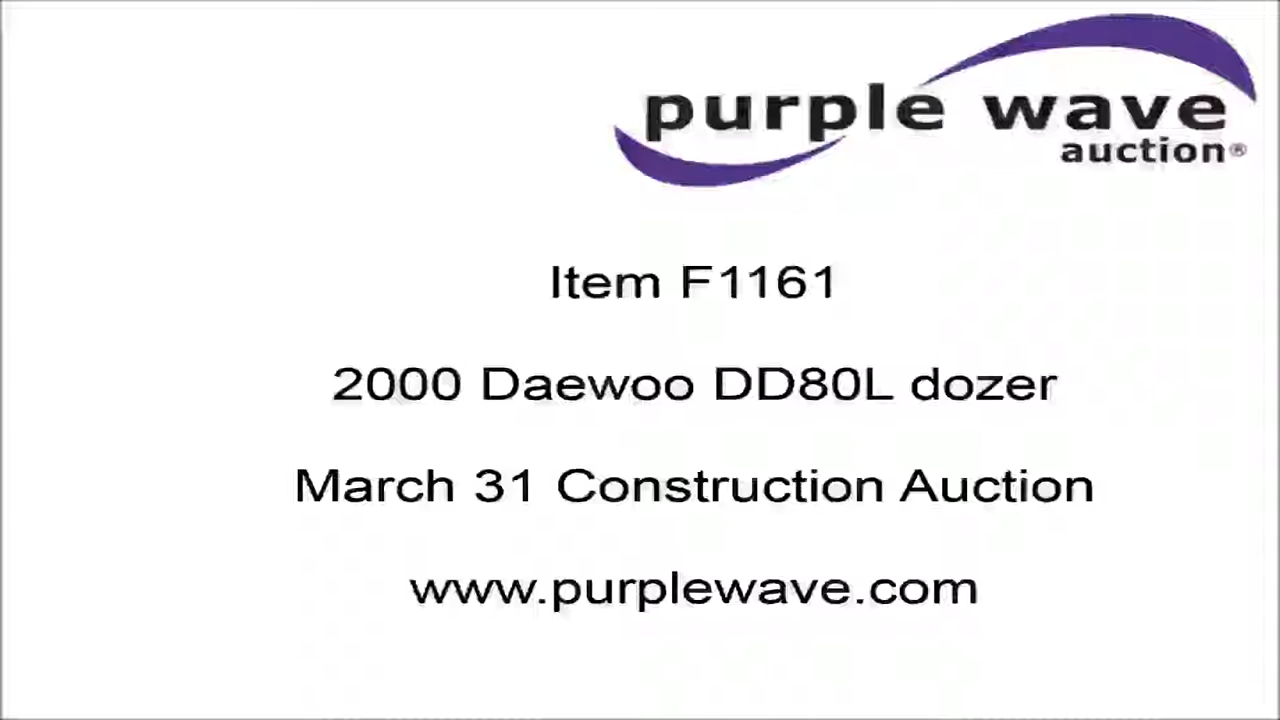 purple wave
auction®
Item F1161
2000 Daewoo DD80L dozer
March 31 Construction Auction
www.purplewave.com